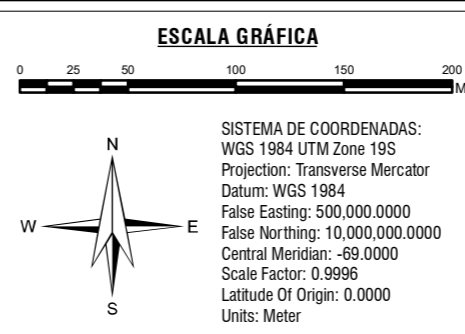 ESCALA GRÁFICA
0 25 50 100 150 200
M
N
W E
S
SISTEMA DE COORDENADAS:
WGS 1984 UTM Zone 19S
Projection: Transverse Mercator
Datum: WGS 1984
False Easting: 500,000.0000
False Northing: 10,000,000.0000
Central Meridian: -69.0000
Scale Factor: 0.9996
Latitude Of Origin: 0.0000
Units: Meter